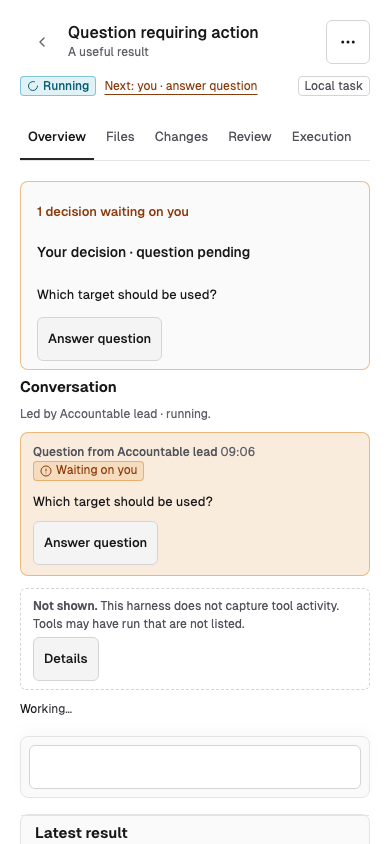 Question requiring action
A useful result
Running
Next: you · answer question
Local task
Overview
Files
Changes
Review
Execution
1 decision waiting on you
Your decision · question pending
Which target should be used?
Answer question
Conversation
Led by Accountable lead · running.
Question from Accountable lead 09:06
Waiting on you
Which target should be used?
Answer question
Not shown. This harness does not capture tool activity.
Tools may have run that are not listed.
Details
Working…
Latest result